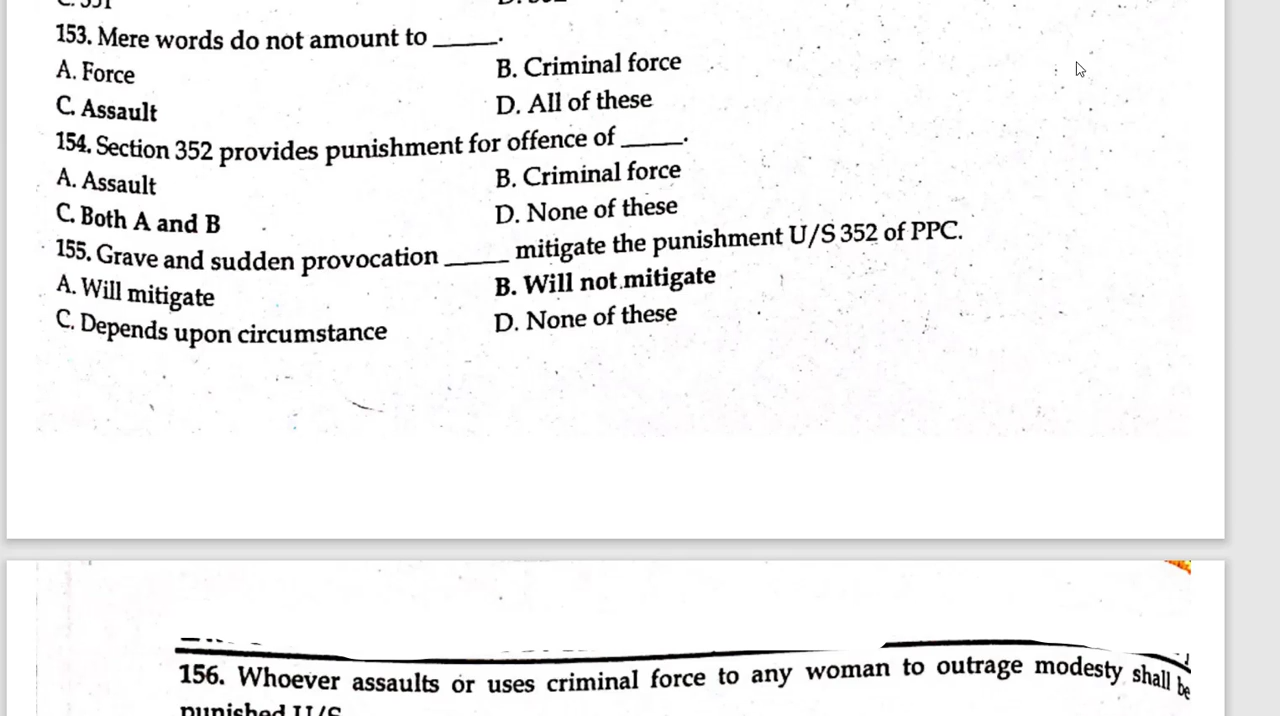 C. 351
153. Mere words do not amount to ______.
A. Force B. Criminal force
C. Assault D. All of these
154. Section 352 provides punishment for offence of ______.
A. Assault B. Criminal force
C. Both A and B D. None of these
155. Grave and sudden provocation ______ mitigate the punishment U/S 352 of PPC.
A. Will mitigate B. Will not mitigate
C. Depends upon circumstance D. None of these
156. Whoever assaults or uses criminal force to any woman to outrage modesty shall be
punished U/S